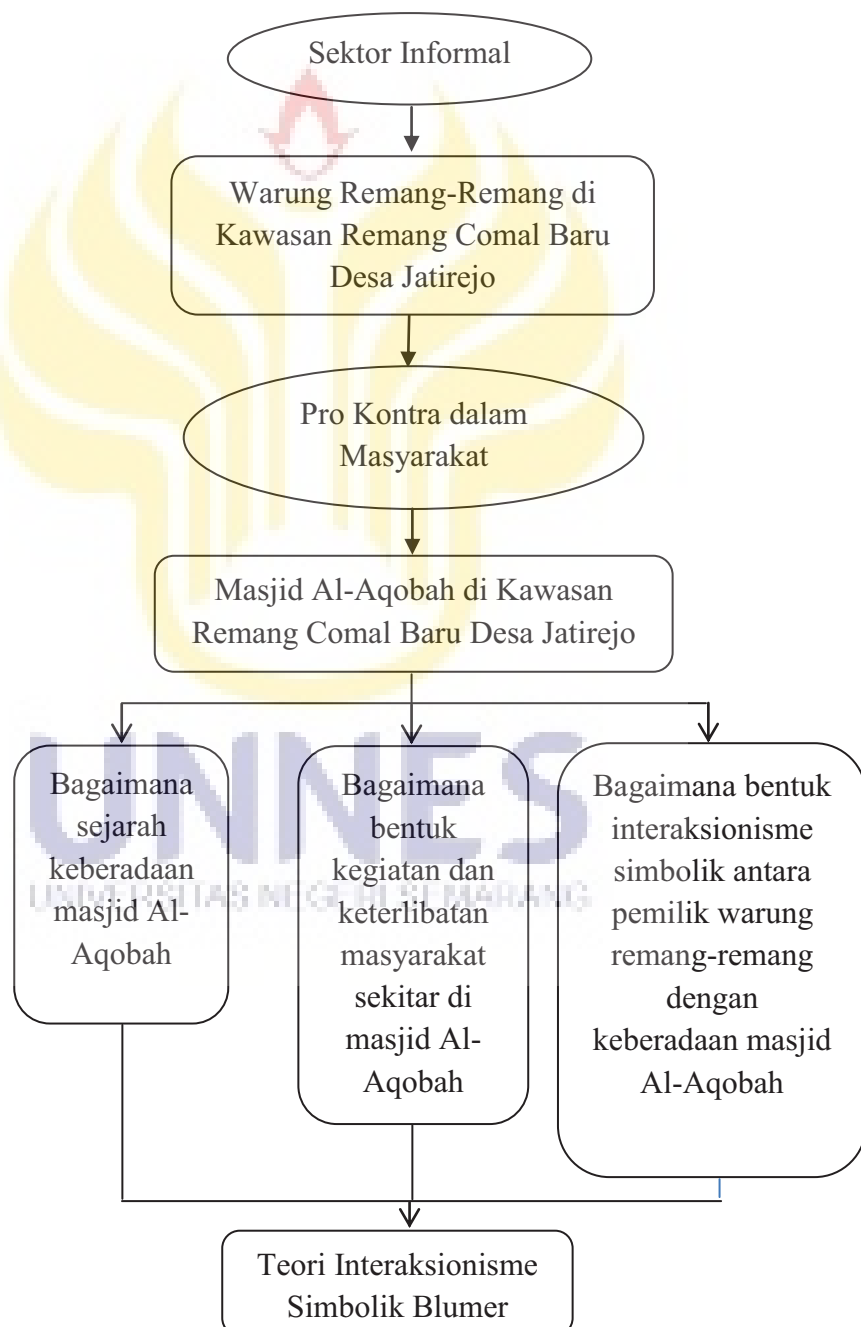 Sektor Informal
Warung Remang-Remang di
Kawasan Remang Comal Baru
Desa Jatirejo
Pro Kontra dalam
Masyarakat
Masjid Al-Aqobah di Kawasan
Remang Comal Baru Desa Jatirejo
Bagaimana
sejarah
keberadaan
masjid Al-
Aqobah
Bagaimana
bentuk
kegiatan dan
keterlibatan
masyarakat
sekitar di
masjid Al-
Aqobah
Bagaimana bentuk
interaksionisme
simbolik antara
pemilik warung
remang-remang
dengan
keberadaan masjid
Al-Aqobah
UNNES
UNIVERSITAS NEGERI SEMARANG
Teori Interaksionisme
Simbolik Blumer